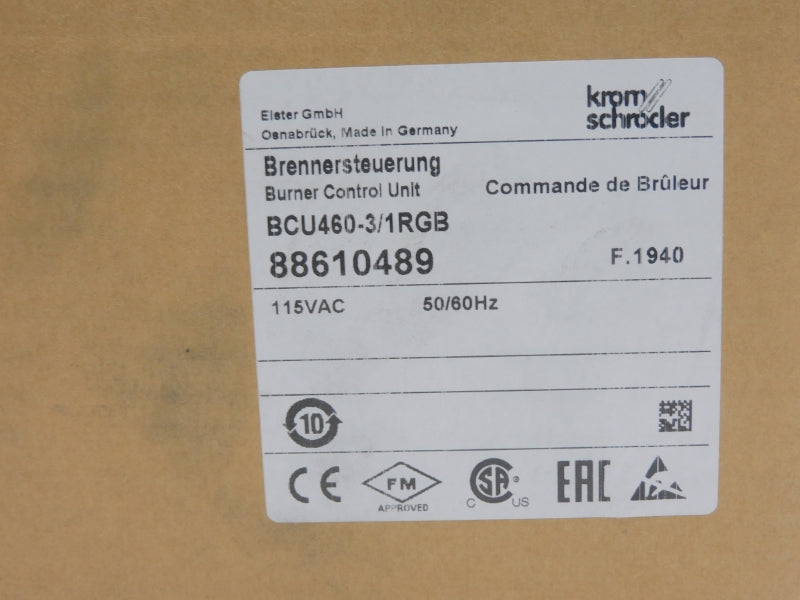 Elster GmbH
Osnabrück, Made in Germany
krom
schroder
Brennersteuerung
Burner Control Unit
Commande de Brûleur
BCU460-3/1RGB
88610489
F.1940
115VAC 50/60Hz
10
CE
FM
APPROVED
SA
C US
EAC